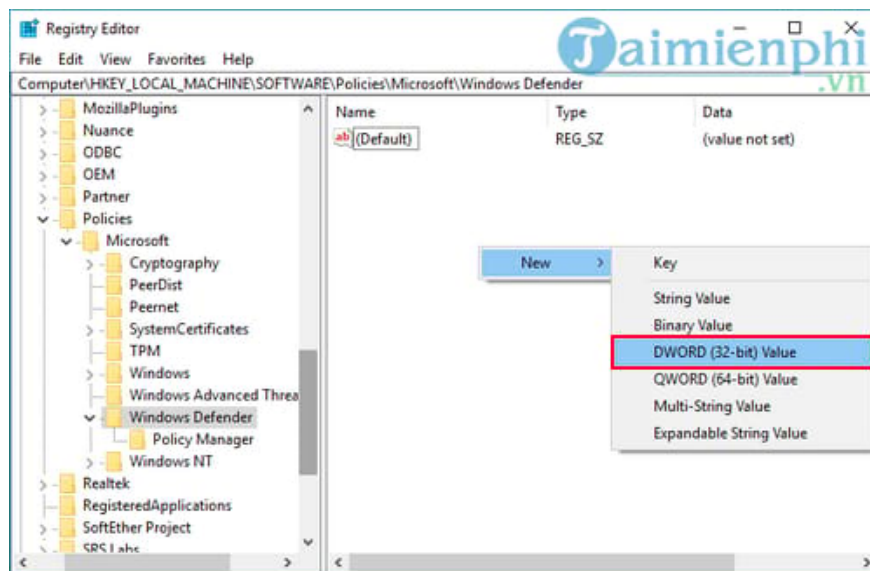 Registry Editor
Taimienphi
.vn
File Edit View Favorites Help
Computer\HKEY_LOCAL_MACHINE\SOFTWARE\Policies\Microsoft\Windows Defender
MozillaPlugins
Nuance
ODBC
OEM
Partner
Policies
Microsoft
Cryptography
PeerDist
Peernet
SystemCertificates
TPM
Windows
Windows Advanced Threa
Windows Defender
Policy Manager
Windows NT
Realtek
RegisteredApplications
SoftEther Project
SRS Labs
Name Type Data
ab (Default) REG_SZ (value not set)
New
Key
String Value
Binary Value
DWORD (32-bit) Value
QWORD (64-bit) Value
Multi-String Value
Expandable String Value